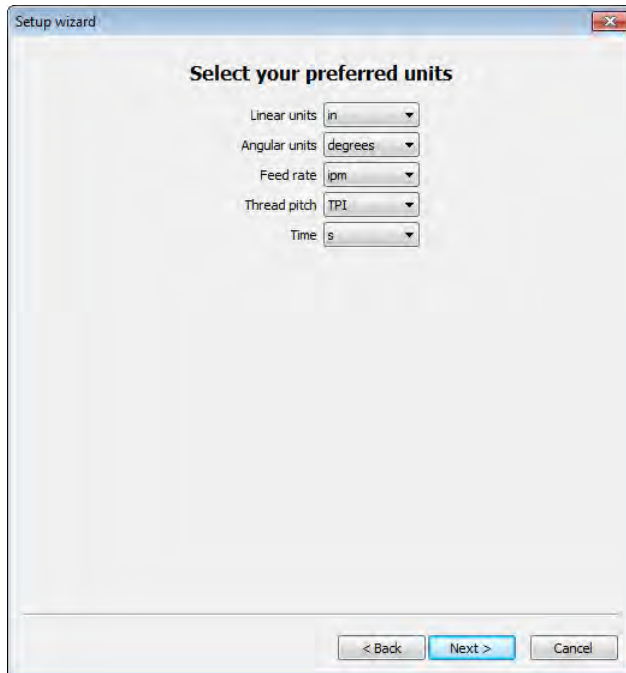 Setup wizard
Select your preferred units
Linear units in
Angular units degrees
Feed rate ipm
Thread pitch TPI
Time s
< Back Next > Cancel